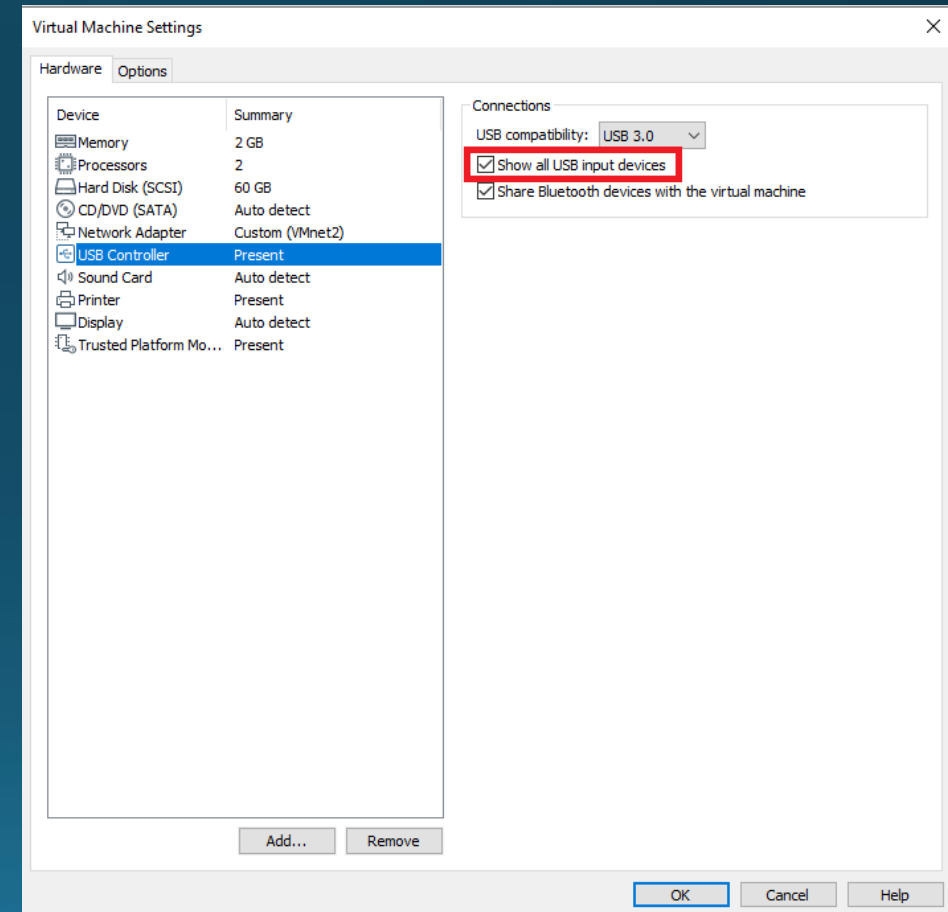 Virtual Machine Settings
Hardware Options
Device Summary
Memory 2 GB
Processors 2
Hard Disk (SCSI) 60 GB
CD/DVD (SATA) Auto detect
Network Adapter Custom (VMnet2)
USB Controller Present
Sound Card Auto detect
Printer Present
Display Auto detect
Trusted Platform Mo... Present
Add... Remove
Connections
USB compatibility: USB 3.0
Show all USB input devices
Share Bluetooth devices with the virtual machine
OK Cancel Help